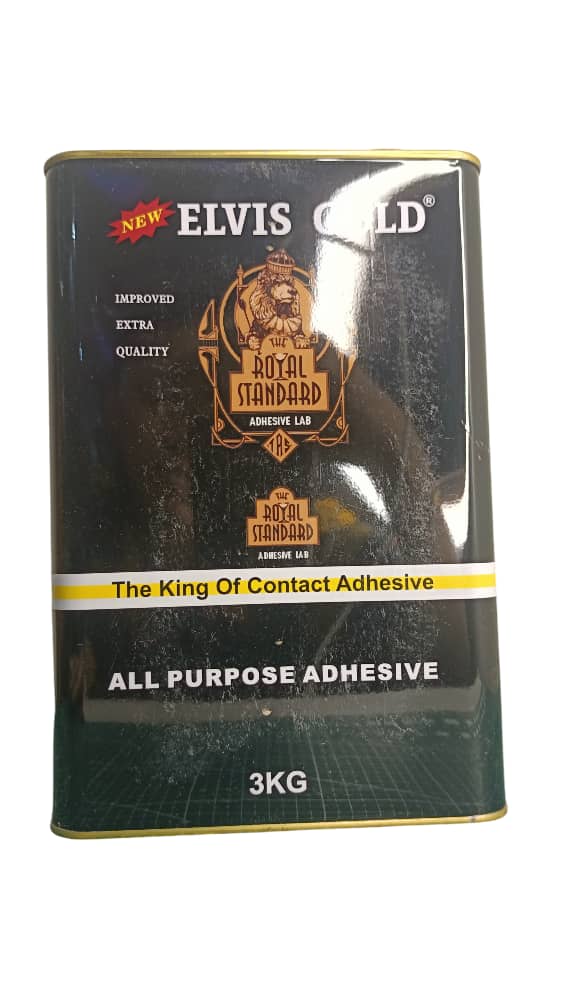 NEW ELVIS GOLD®
IMPROVED
EXTRA
QUALITY
THE
ROYAL
STANDARD
ADHESIVE LAB
TRS
THE
ROYAL
STANDARD
ADHESIVE LAB
The King Of Contact Adhesive
ALL PURPOSE ADHESIVE
3KG